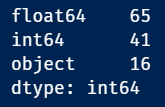 float64    65
int64      41
object     16
dtype: int64